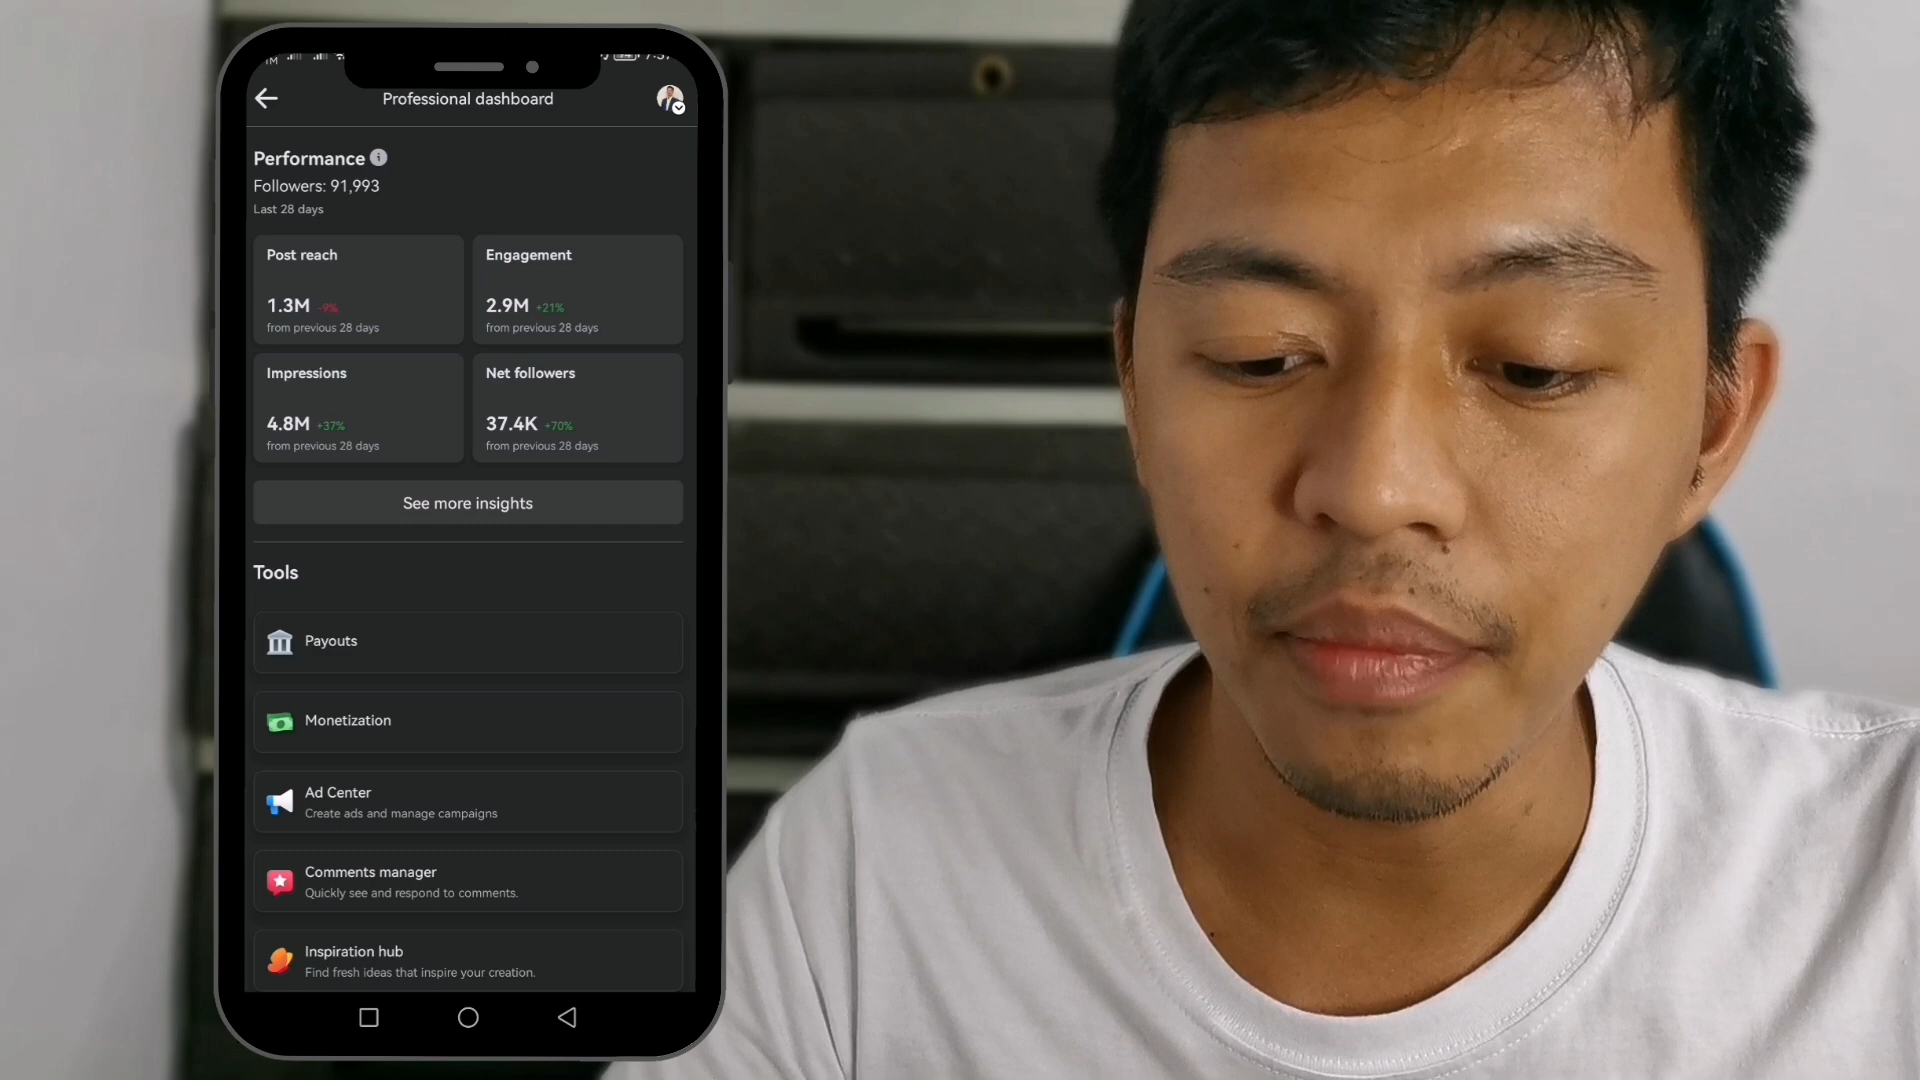 Professional dashboard
Performance
Followers: 91,993
Last 28 days
Post reach
1.3M -9%
from previous 28 days
Engagement
2.9M +21%
from previous 28 days
Impressions
4.8M +37%
from previous 28 days
Net followers
37.4K +70%
from previous 28 days
See more insights
Tools
Payouts
Monetization
Ad Center
Create ads and manage campaigns
Comments manager
Quickly see and respond to comments.
Inspiration hub
Find fresh ideas that inspire your creation.